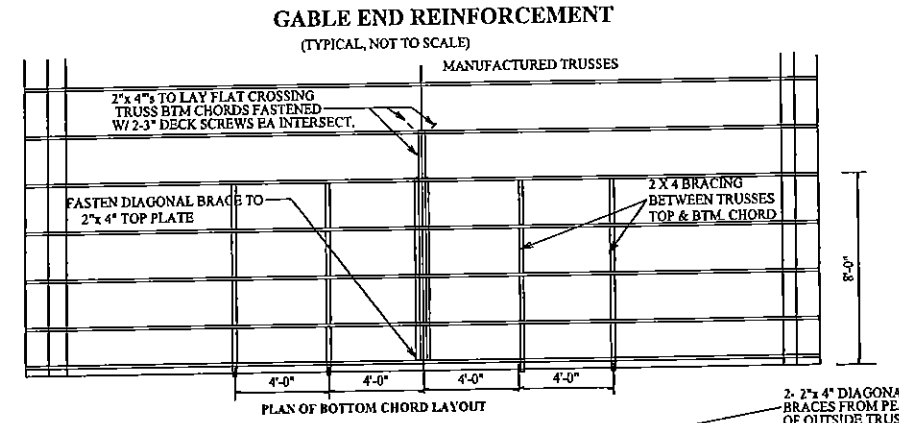 GABLE END REINFORCEMENT
(TYPICAL, NOT TO SCALE)
MANUFACTURED TRUSSES
2"x 4"'s TO LAY FLAT CROSSING
TRUSS BTM CHORDS FASTENED
W/ 2-3" DECK SCREWS EA INTERSECT.
FASTEN DIAGONAL BRACE TO
2"x 4" TOP PLATE
2 X 4 BRACING
BETWEEN TRUSSES
TOP & BTM. CHORD
8'-0"
4'-0" 4'-0" 4'-0" 4'-0"
PLAN OF BOTTOM CHORD LAYOUT
2- 2"x 4" DIAGONA
BRACES FROM PE
OF OUTSIDE TRUS